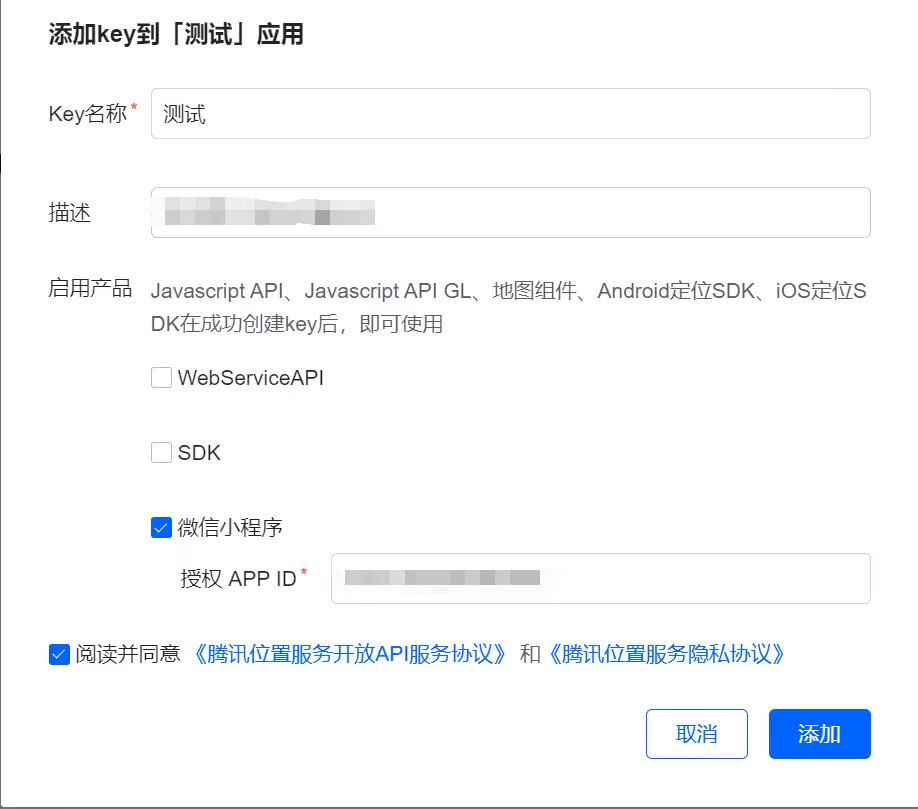 添加key到「测试」应用
Key名称* 测试
描述
启用产品 Javascript API、Javascript API GL、地图组件、Android定位SDK、iOS定位S
DK在成功创建key后，即可使用
WebServiceAPI
SDK
微信小程序
授权 APP ID*
阅读并同意 《腾讯位置服务开放API服务协议》 和《腾讯位置服务隐私协议》
取消 添加